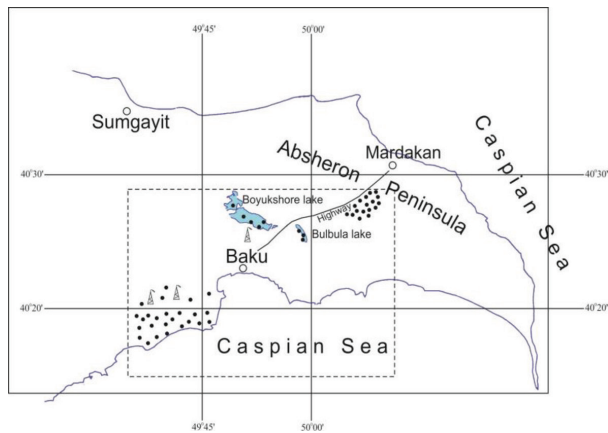 49°45'
50°00'
Sumgayit
Absheron
Mardakan
Caspian Sea
40°30'
40°30'
Peninsula
Boyukshore lake
Highway
Bulbula lake
Baku
40°20'
40°20'
Caspian Sea
49°45'
50°00'